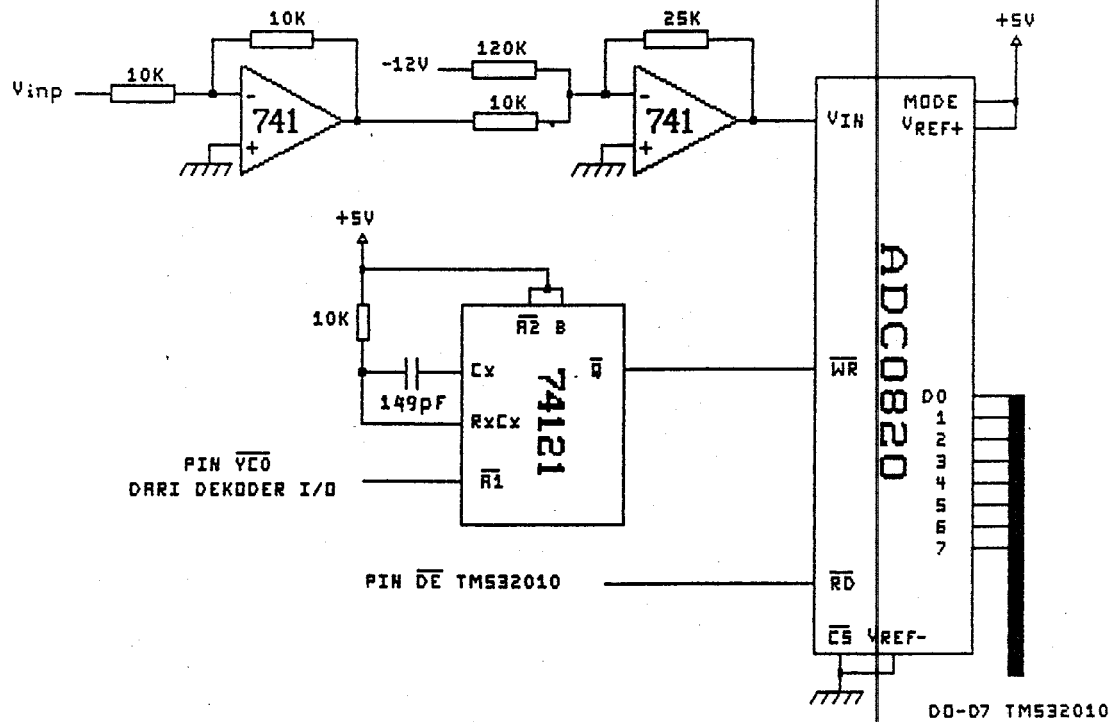 10K
10K
Vinp
-
741
+
-12V
120K
10K
25K
-
741
+
+5V
VIN
MODE
VREF+
ADC0820
+5V
10K
149pF
A2 B
Cx
Q
RxCx
74121
A1
PIN YC0
DARI DEKODER I/O
WR
D0
1
2
3
4
5
6
7
PIN DE TMS32010
RD
CS VREF-
D0-D7 TMS32010